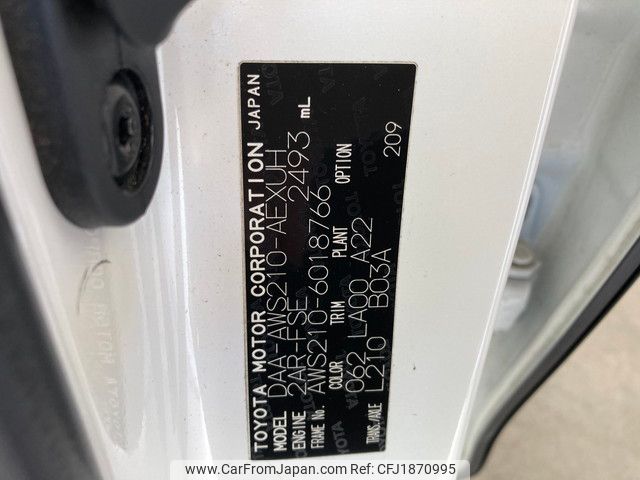 TOYOTA MOTOR CORPORATION JAPAN
MODEL DAA-AWS210-AEXUH
ENGINE 2AR-FSE 2493 mL
FRAME No. AWS210-6018766
COLOR TRIM PLANT OPTION
062 LA00 A22 209
TRANS./AXLE L210 B03A
www.CarFromJapan.com | REF No: CFJ1870995